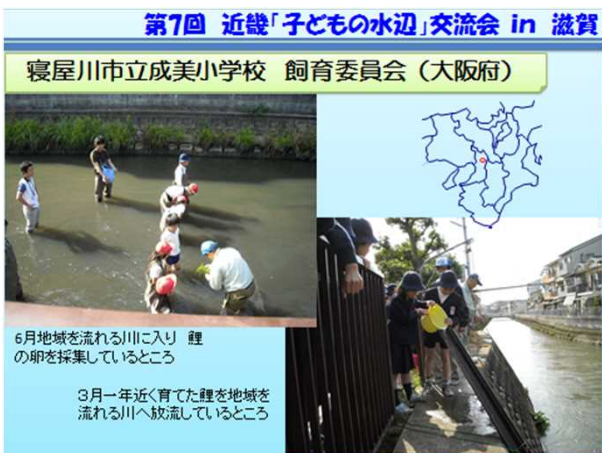 第7回 近畿「子どもの水辺」交流会 in 滋賀
寝屋川市立成美小学校 飼育委員会（大阪府）
6月地域を流れる川に入り 鯉
の卵を採集しているところ
3月一年近く育てた鯉を地域を
流れる川へ放流しているところ